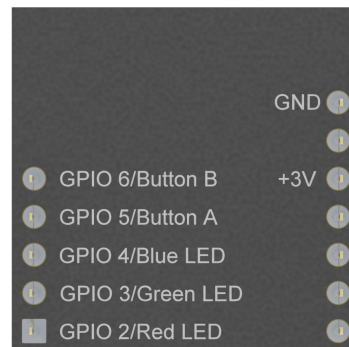 GND
GPIO 6/Button B +3V
GPIO 5/Button A
GPIO 4/Blue LED
GPIO 3/Green LED
GPIO 2/Red LED